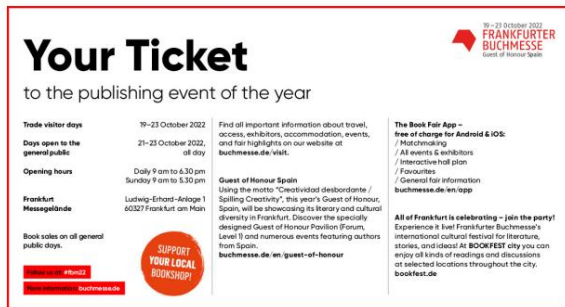 19–23 October 2022
FRANKFURTER
BUCHMESSE
Guest of Honour Spain
Your Ticket
to the publishing event of the year
Trade visitor days 19–23 October 2022
Days open to the general public 21–23 October 2022, all day
Opening hours Daily 9 am to 6.30 pm
Sunday 9 am to 5.30 pm
Frankfurt Ludwig-Erhard-Anlage 1
Messegelände 60327 Frankfurt am Main
Book sales on all general
public days.
SUPPORT
YOUR LOCAL
BOOKSHOP!
Follow us at: #fbm22
More information: buchmesse.de
Find all important information about travel,
access, exhibitors, accommodation, events,
and fair highlights on our website at
buchmesse.de/visit.
Guest of Honour Spain
Using the motto “Creatividad desbordante /
Spilling Creativity”, this year's Guest of Honour,
Spain, will be showcasing its literary and cultural
diversity in Frankfurt. Discover the specially
designed Guest of Honour Pavilion (Forum,
Level 1) and numerous events featuring authors
from Spain.
buchmesse.de/en/guest-of-honour
The Book Fair App –
free of charge for Android & iOS:
/ Matchmaking
/ All events & exhibitors
/ Interactive hall plan
/ Favourites
/ General fair information
buchmesse.de/en/app
All of Frankfurt is celebrating – join the party!
Experience it live! Frankfurter Buchmesse's
international cultural festival for literature,
stories, and ideas! At BOOKFEST city you can
enjoy all kinds of readings and discussions
at selected locations throughout the city.
bookfest.de